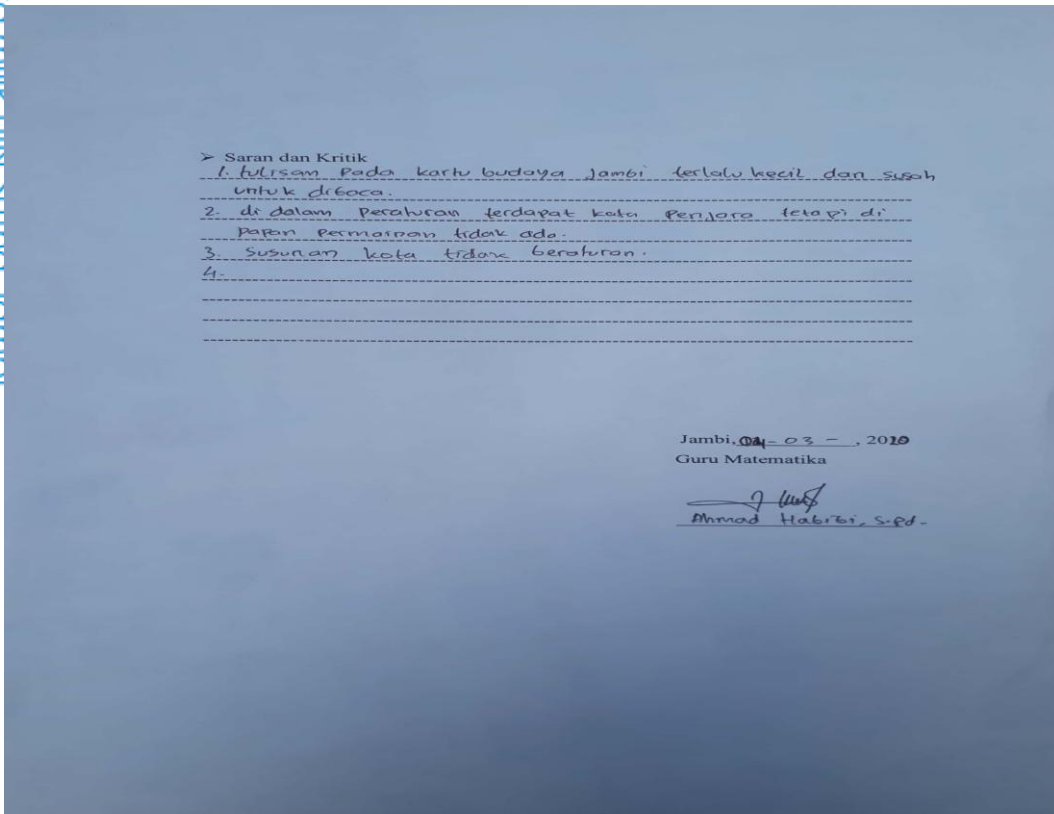 ➢ Saran dan Kritik
1. tulisan pada kartu budaya jambi terlalu kecil dan susah
untuk dibaca.
2. di dalam peraturan terdapat kata penjara tetapi di
papan permainan tidak ada.
3. Susunan kota tidak beraturan.
4.
Jambi, 04 - 03 - , 2020
Guru Matematika
Ahmad Habibi, S.Pd.